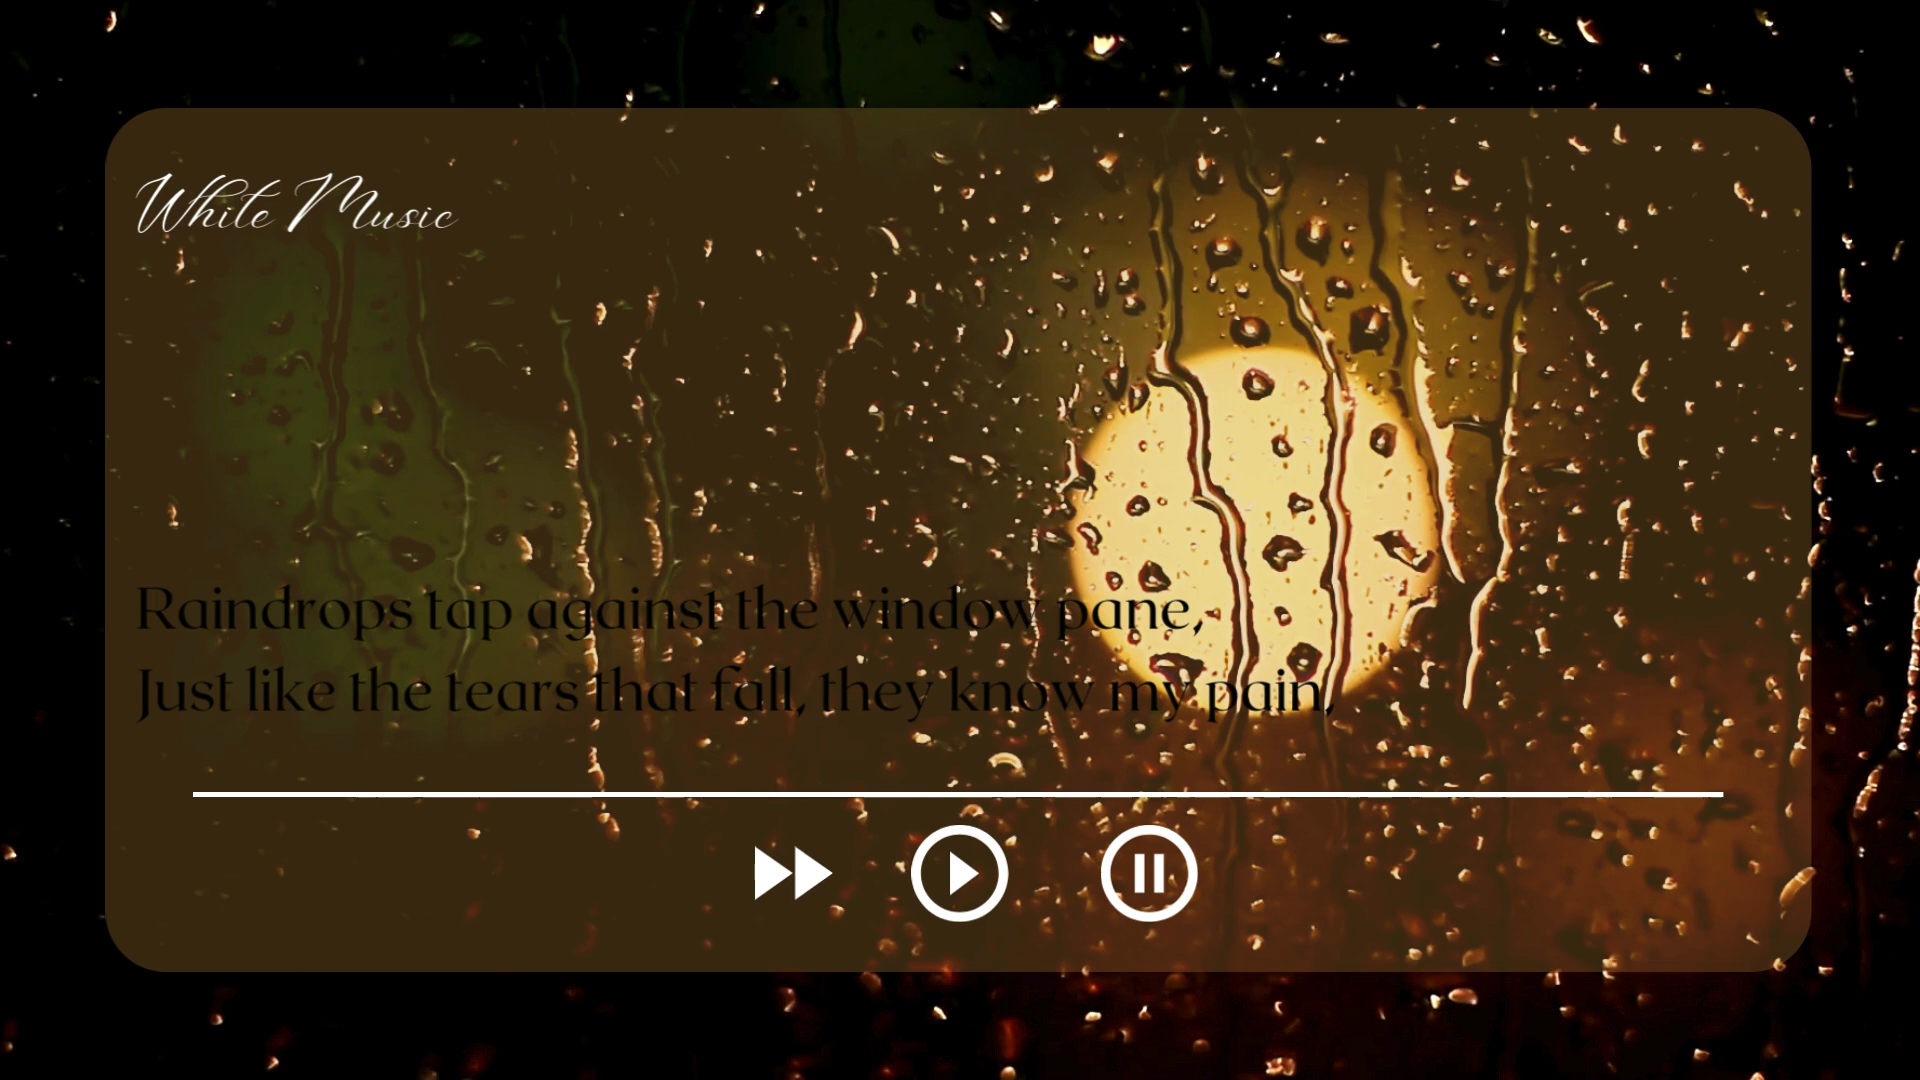 White Music
Raindrops tap against the window pane,
Just like the tears that fall, they know my pain,